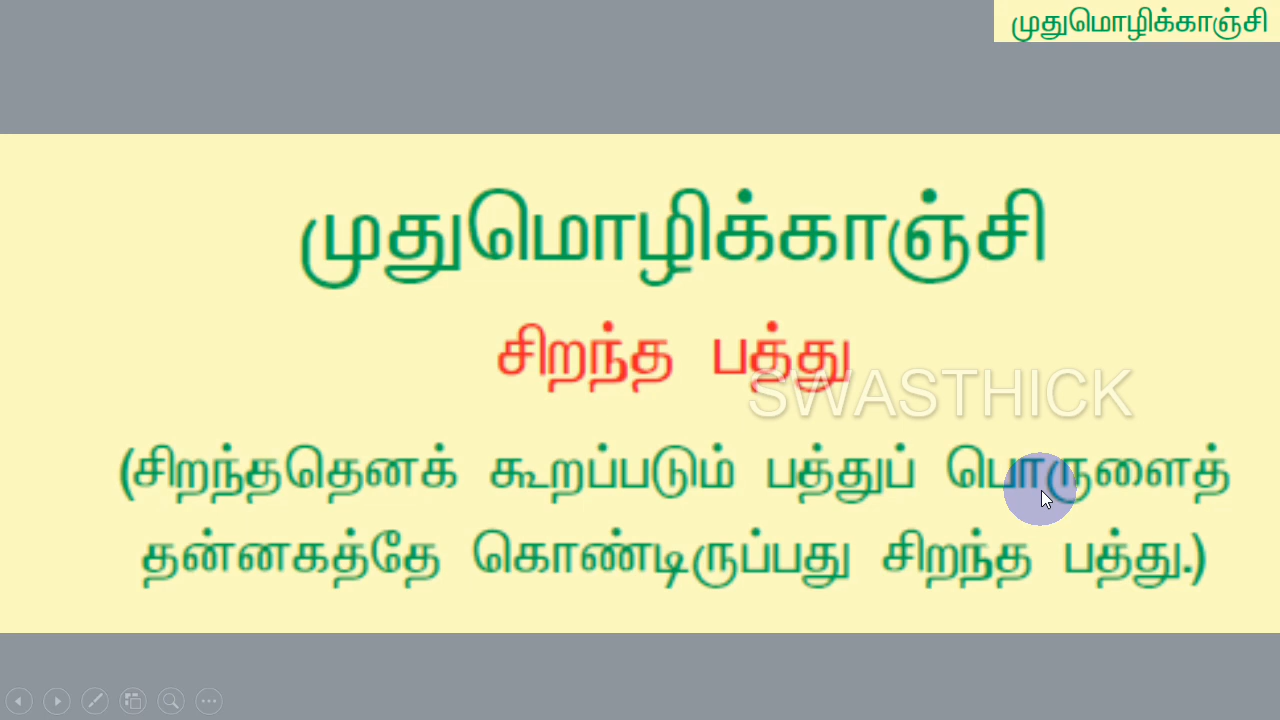 முதுமொழிக்காஞ்சி
முதுமொழிக்காஞ்சி
சிறந்த பத்து
SWASTHICK
(சிறந்ததெனக் கூறப்படும் பத்துப் பொருளைத்
தன்னகத்தே கொண்டிருப்பது சிறந்த பத்து.)